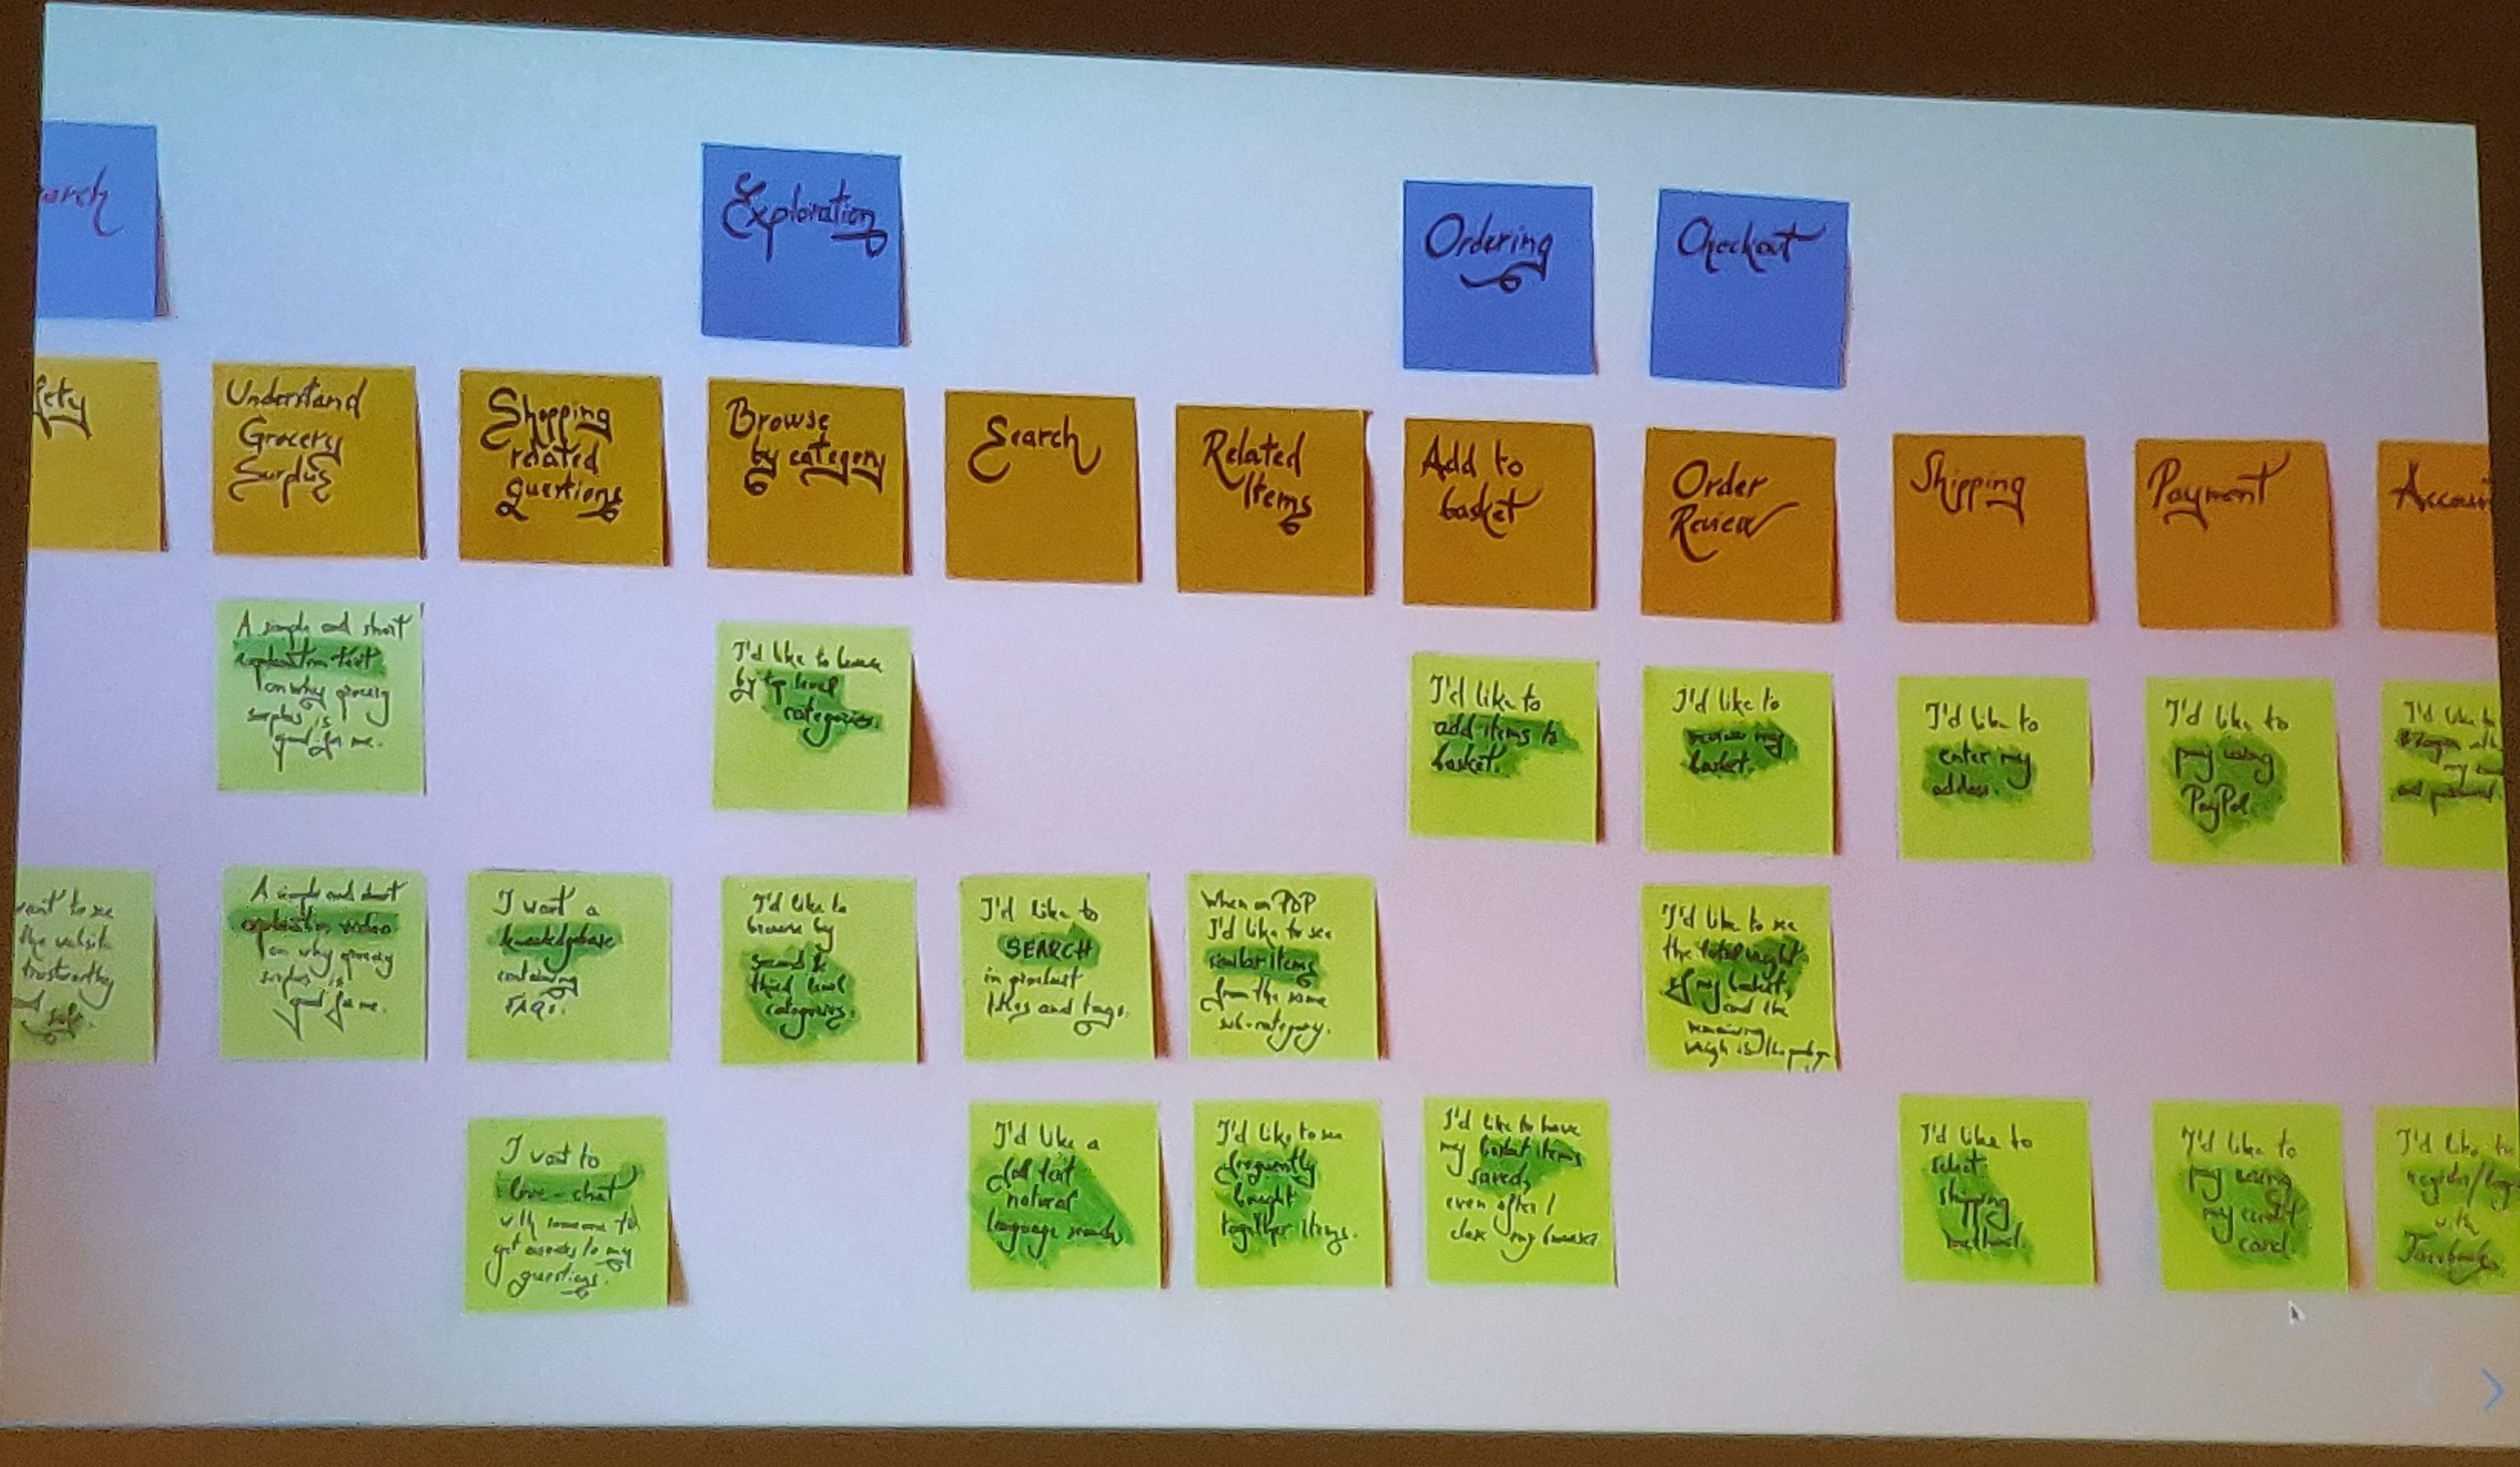 arch
Exploration
Ordering
Checkout
fety
Understand
Grocery
Surplus
Shopping
related
questions
Browse
by category
Search
Related
Items
Add to
basket
Order
Review
Shipping
Payment
Accou
A simple and short
explanation text
on why grocery
surplus is
good for me.
I'd like to browse
by top level
categories.
I'd like to
add items to
basket.
I'd like to
review my
basket.
I'd like to
enter my
address.
I'd like to
pay using
PayPal.
I'd like to
login with
my
and password.
want to see
the website
trustworthy
safe.
A simple and short
explanation video
on why grocery
surplus is
good for me.
I want a
knowledgebase
containing
FAQs.
I'd like to
browse by
second &
third level
categories.
I'd like to
SEARCH
in product
titles and tags.
When on PDP
I'd like to see
similar items
from the same
sub-category.
I'd like to see
the total weight
of my basket,
and the
remaining
weigh is
I want to
live-chat
with someone to
get answers to my
questions.
I'd like a
full text
natural
language search
I'd like to see
frequently
bought
together items.
I'd like to have
my basket items
saved,
even after I
close my browser
I'd like to
select
shipping
method.
I'd like to
pay using
my credit
card.
I'd like to
register/log
with
Facebook.